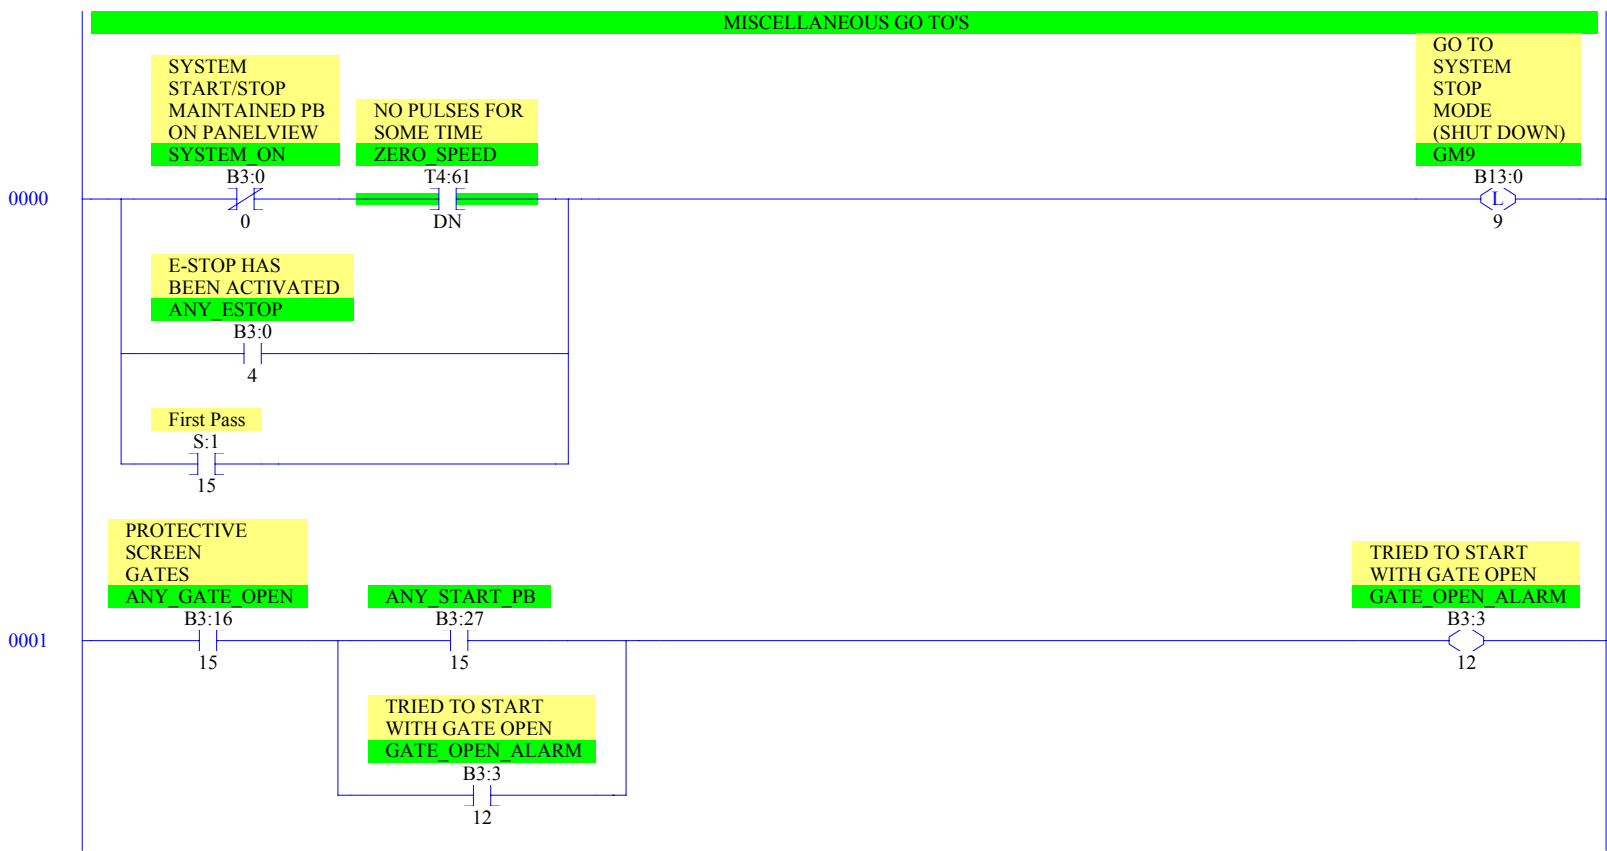 MISCELLANEOUS GO TO'S
SYSTEM
START/STOP
MAINTAINED PB
ON PANELVIEW
SYSTEM_ON
B3:0
0
NO PULSES FOR
SOME TIME
ZERO_SPEED
T4:61
DN
GO TO
SYSTEM
STOP
MODE
(SHUT DOWN)
GM9
B13:0
L
9
0000
E-STOP HAS
BEEN ACTIVATED
ANY_ESTOP
B3:0
4
First Pass
S:1
15
PROTECTIVE
SCREEN
GATES
ANY_GATE_OPEN
B3:16
15
ANY_START_PB
B3:27
15
TRIED TO START
WITH GATE OPEN
GATE_OPEN_ALARM
B3:3
12
0001
TRIED TO START
WITH GATE OPEN
GATE_OPEN_ALARM
B3:3
12